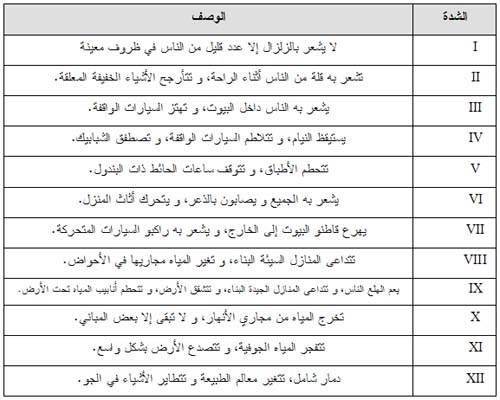 الشدة الوصف
I لا يشعر بالزلزال إلا عدد قليل من الناس في ظروف معينة
II تشعر به قلة من الناس أثناء الراحة، و تتأرجح الأشياء الخفيفة المعلقة.
III يشعر به الناس داخل البيوت، و تهتز السيارات الواقفة.
IV يستيقظ النيام، و تتلاطم السيارات الواقفة، و تصطفق الشبابيك.
V تتحطم الأطباق، و تتوقف ساعات الحائط ذات البندول.
VI يشعر به الجميع و يصابون بالذعر، و يتحرك أثاث المنزل.
VII يهرع قاطنو البيوت إلى الخارج، و يشعر به راكبو السيارات المتحركة.
VIII تتداعى المنازل السيئة البناء، و تغير المياه مجاريها في الأحواض.
IX يعم الهلع الناس، و تتداعى المنازل الجيدة البناء، و تتشقق الأرض، و تتحطم أنابيب المياه تحت الأرض.
X تخرج المياه من مجاري الأنهار، و لا تبقى إلا بعض المباني.
XI تتفجر المياه الجوفية، و تتصدع الأرض بشكل واسع.
XII دمار شامل، تتغير معالم الطبيعة و تتطاير الأشياء في الجو.